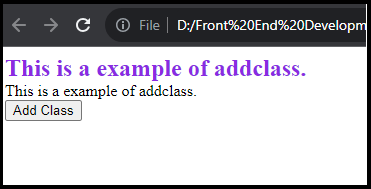 File D:/Front%20End%20Developm
This is a example of addclass.
This is a example of addclass.
Add Class